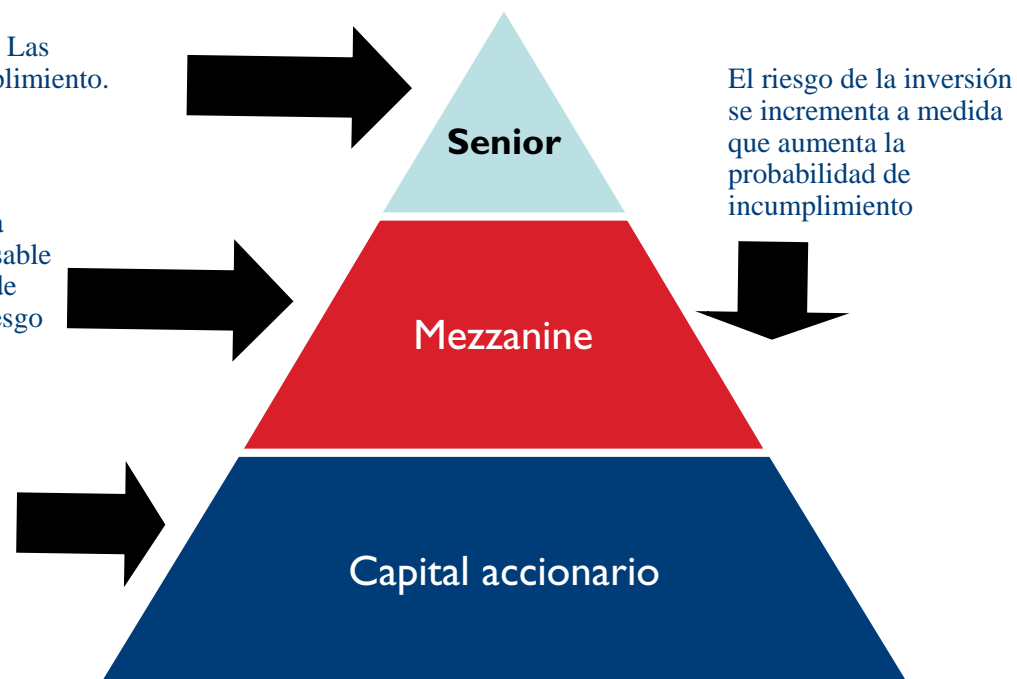 Las
plimiento.
El riesgo de la inversión
se incrementa a medida
que aumenta la
probabilidad de
incumplimiento
Senior
a
sable
de
esgo
Mezzanine
Capital accionario